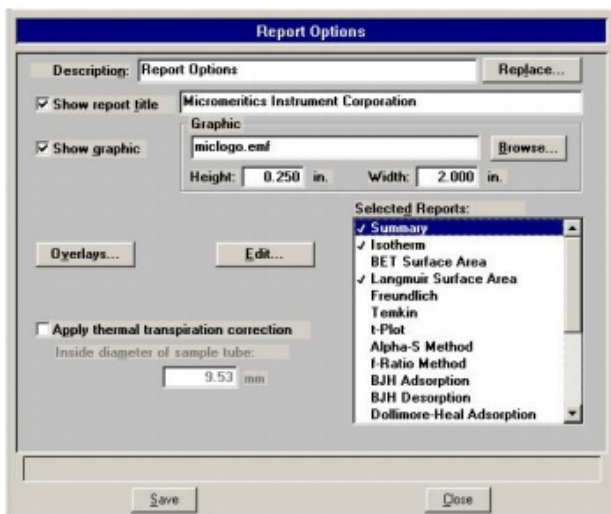 Report Options
Description: Report Options Replace...
Show report title Micromeritics Instrument Corporation
Graphic
Show graphic miclogo.emf Browse...
Height: 0.250 in. Width: 2.000 in.
Selected Reports:
Summary
Isotherm
BET Surface Area
Langmuir Surface Area
Freundlich
Temkin
t-Plot
Alpha-S Method
f-Ratio Method
BJH Adsorption
BJH Desorption
Dollimore-Heal Adsorption
Overlays... Edit...
Apply thermal transpiration correction
Inside diameter of sample tube:
9.53 mm
Save Close